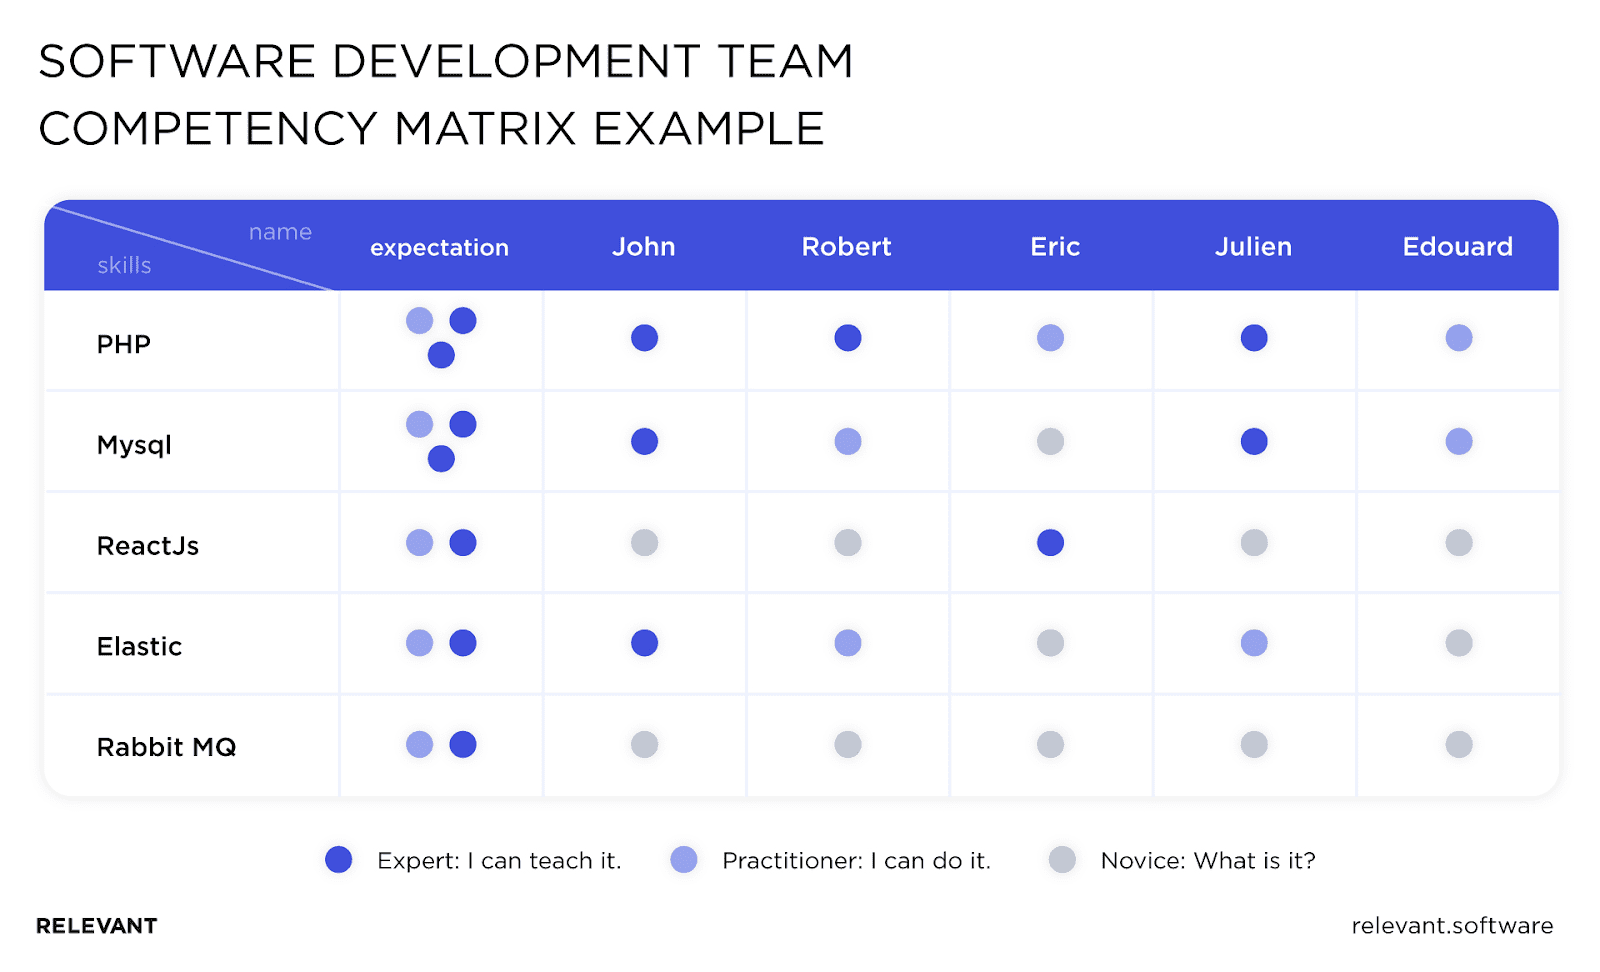 SOFTWARE DEVELOPMENT TEAM
COMPETENCY MATRIX EXAMPLE
name
skills
expectation
John
Robert
Eric
Julien
Edouard
PHP
Mysql
ReactJs
Elastic
Rabbit MQ
Expert: I can teach it.
Practitioner: I can do it.
Novice: What is it?
RELEVANT
relevant.software